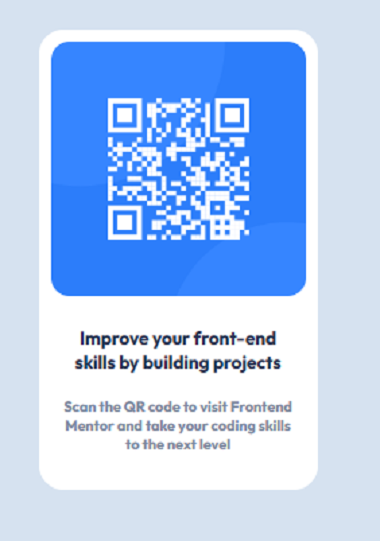 Improve your front-end
skills by building projects
Scan the QR code to visit Frontend
Mentor and take your coding skills
to the next level